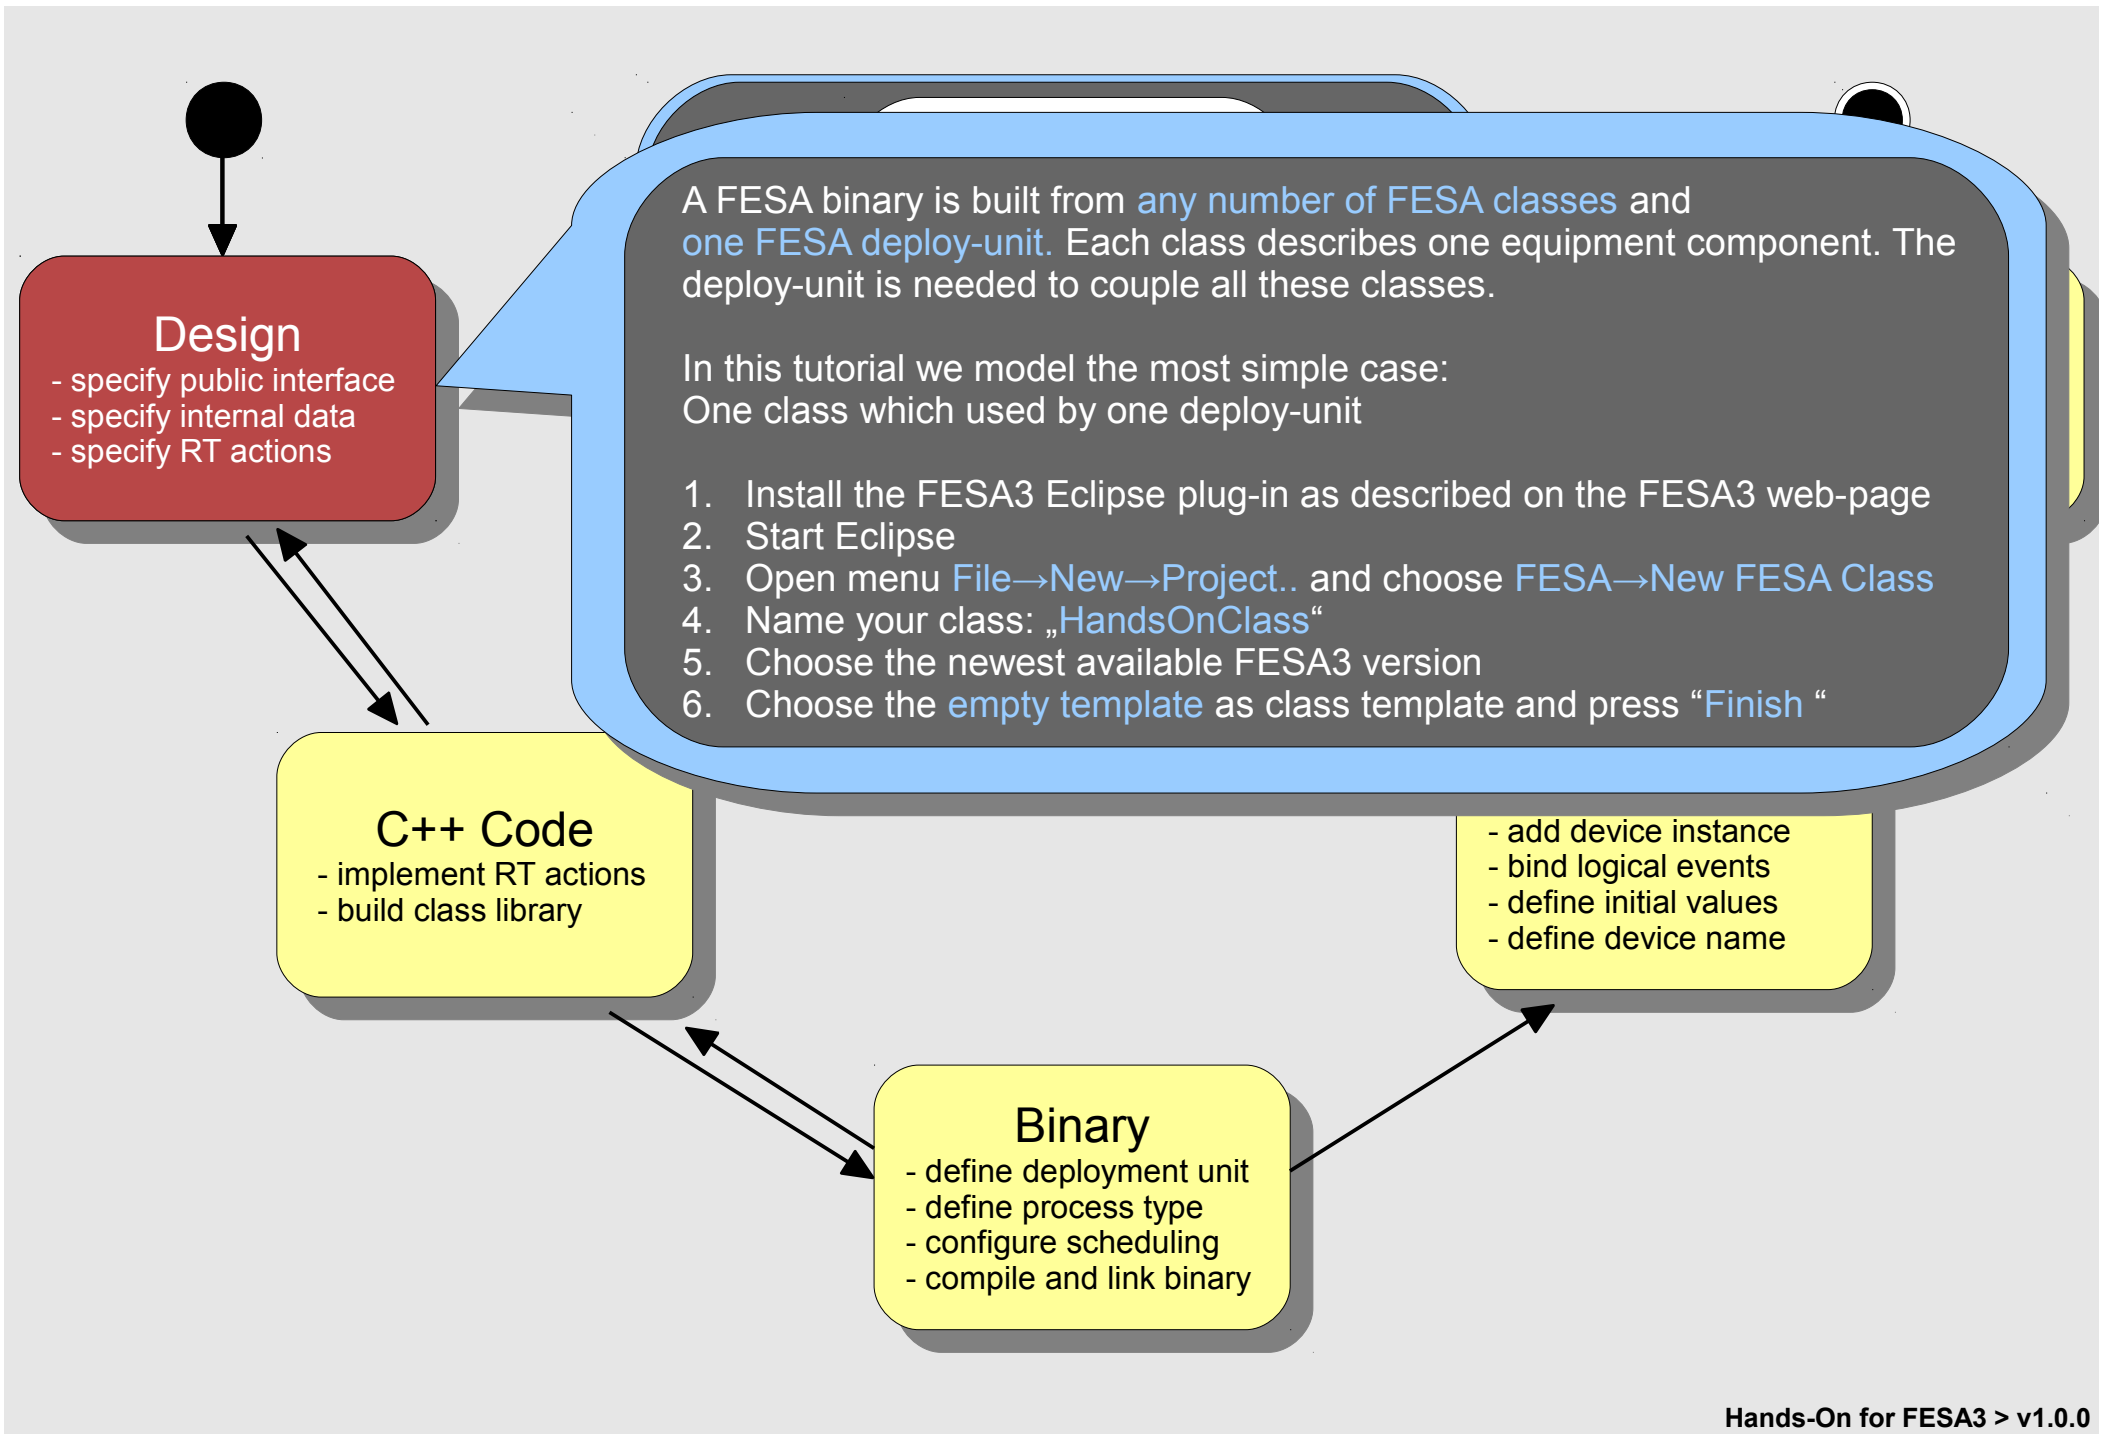 A FESA binary is built from any number of FESA classes and
one FESA deploy-unit. Each class describes one equipment component. The
deploy-unit is needed to couple all these classes.
In this tutorial we model the most simple case:
One class which used by one deploy-unit
1. Install the FESA3 Eclipse plug-in as described on the FESA3 web-page
2. Start Eclipse
3. Open menu File→New→Project.. and choose FESA→New FESA Class
4. Name your class: „HandsOnClass“
5. Choose the newest available FESA3 version
6. Choose the empty template as class template and press “Finish “
Design
- specify public interface
- specify internal data
- specify RT actions
C++ Code
- implement RT actions
- build class library
Binary
- define deployment unit
- define process type
- configure scheduling
- compile and link binary
- add device instance
- bind logical events
- define initial values
- define device name
Hands-On for FESA3 > v1.0.0